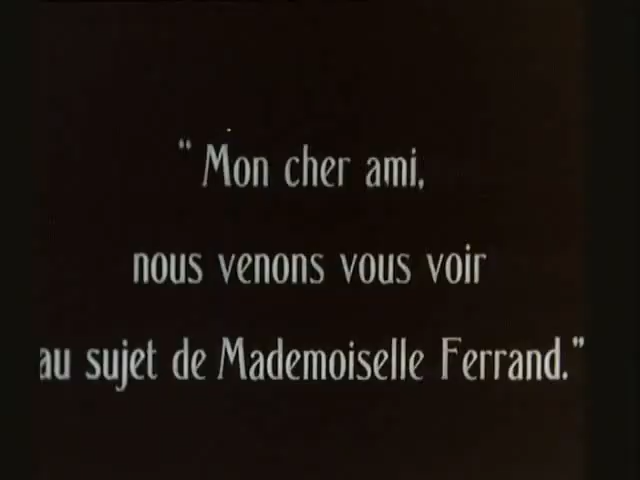 " Mon cher ami,
nous venons vous voir
au sujet de Mademoiselle Ferrand."